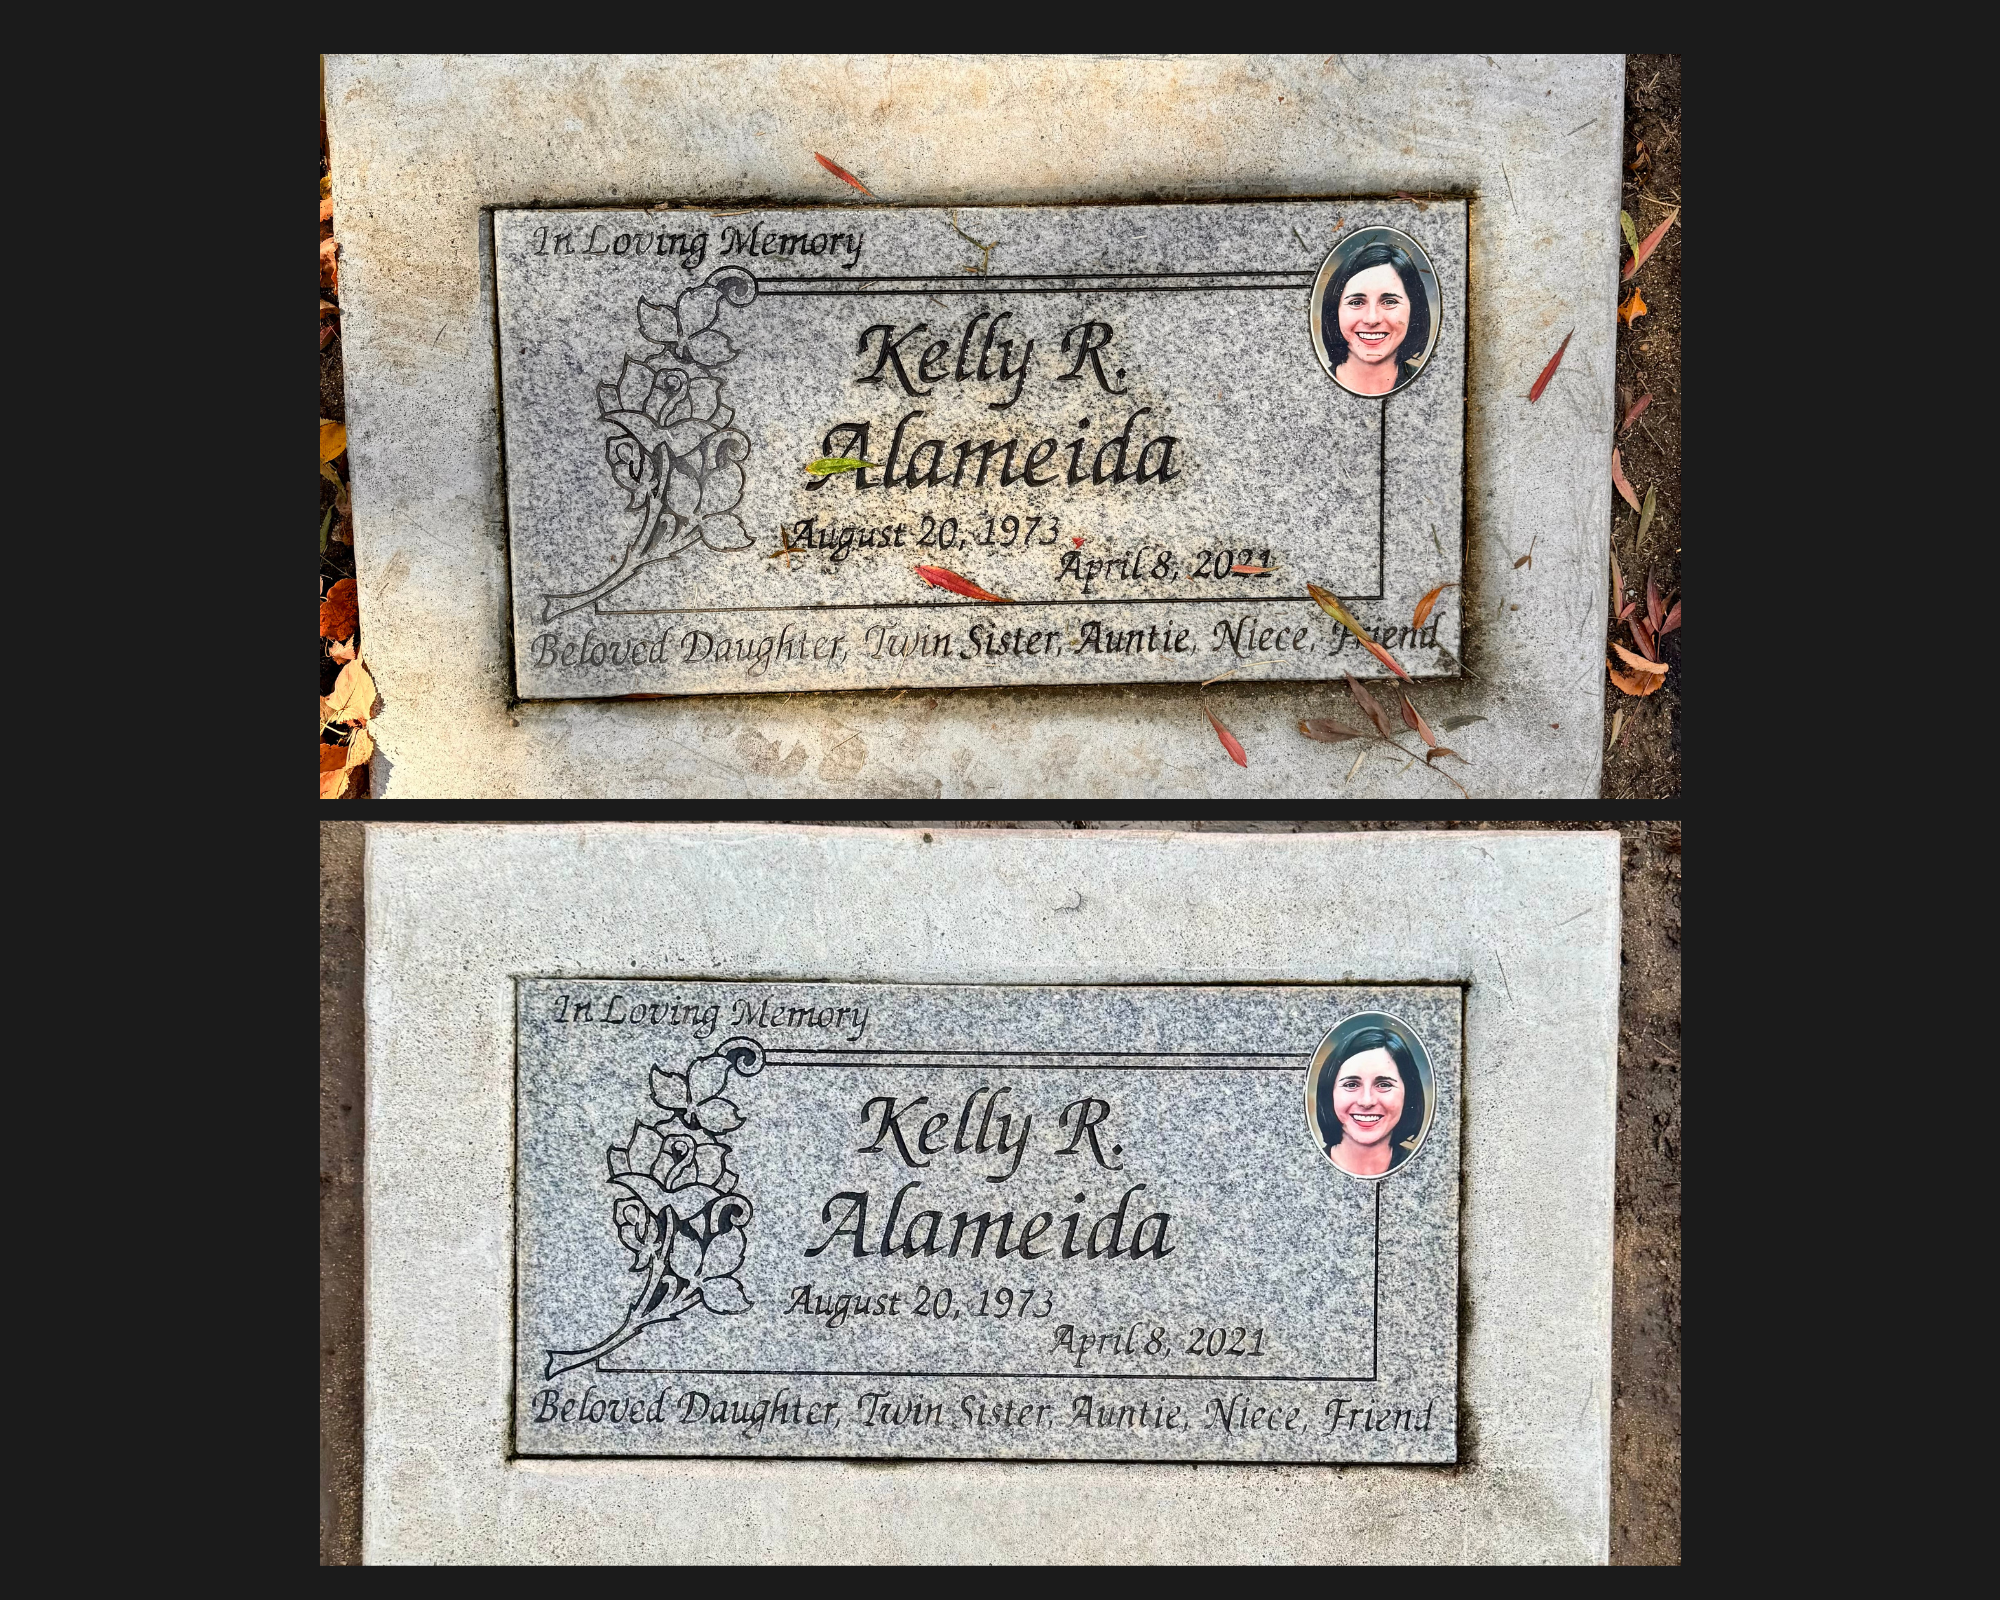 In Loving Memory
Kelly R.
Alameida
August 20, 1973
April 8, 2021
Beloved Daughter, Twin Sister, Auntie, Niece, Friend
In Loving Memory
Kelly R.
Alameida
August 20, 1973
April 8, 2021
Beloved Daughter, Twin Sister, Auntie, Niece, Friend